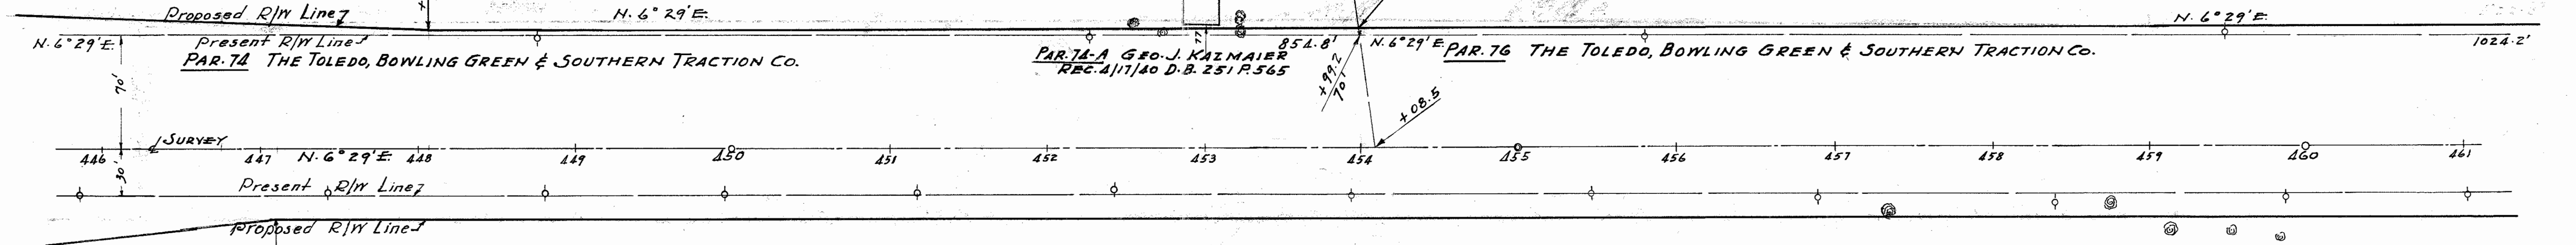 Proposed R/W Line
N. 6° 29' E.
N. 6° 29' E.
N. 6° 29' E.
Present R/W Line
854.8'
N. 6° 29' E.
1024.2'
PAR. 74 THE TOLEDO, BOWLING GREEN & SOUTHERN TRACTION CO.
PAR. 74-A GEO. J. KAZMAIER
REC. 4/17/40 D.B. 251 P. 565
PAR. 76 THE TOLEDO, BOWLING GREEN & SOUTHERN TRACTION CO.
70'
+99.2
70'
+08.5
℄ SURVEY
446 447 N. 6° 29' E. 448 449 450 451 452 453 454 455 456 457 458 459 460 461
30'
Present R/W Line
Proposed R/W Line